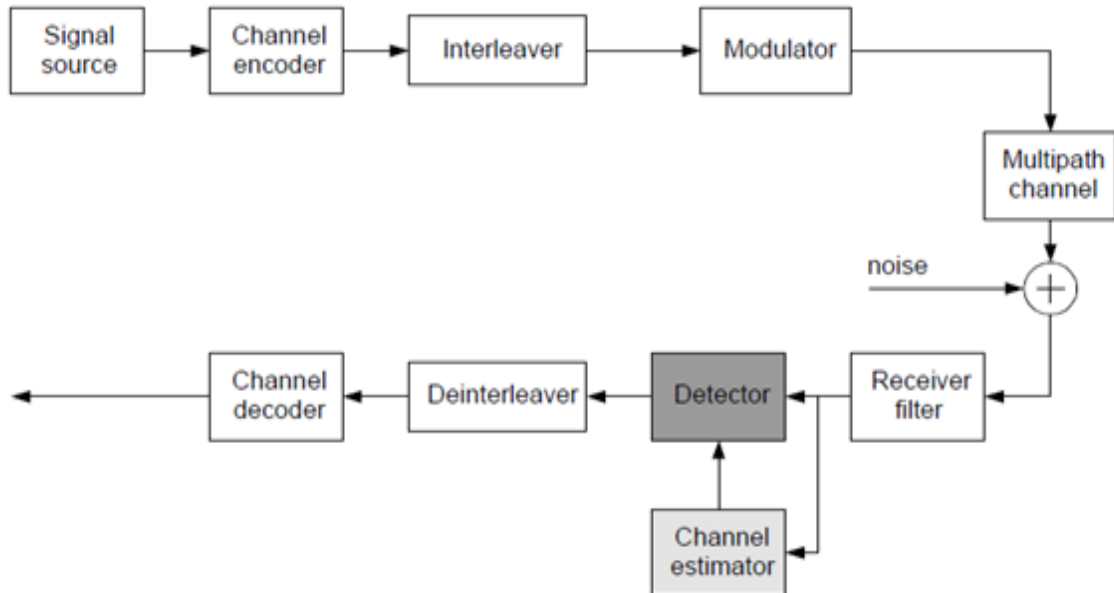 Signal
source
Channel
encoder
Interleaver
Modulator
Multipath
channel
noise
Channel
decoder
Deinterleaver
Detector
Receiver
filter
Channel
estimator